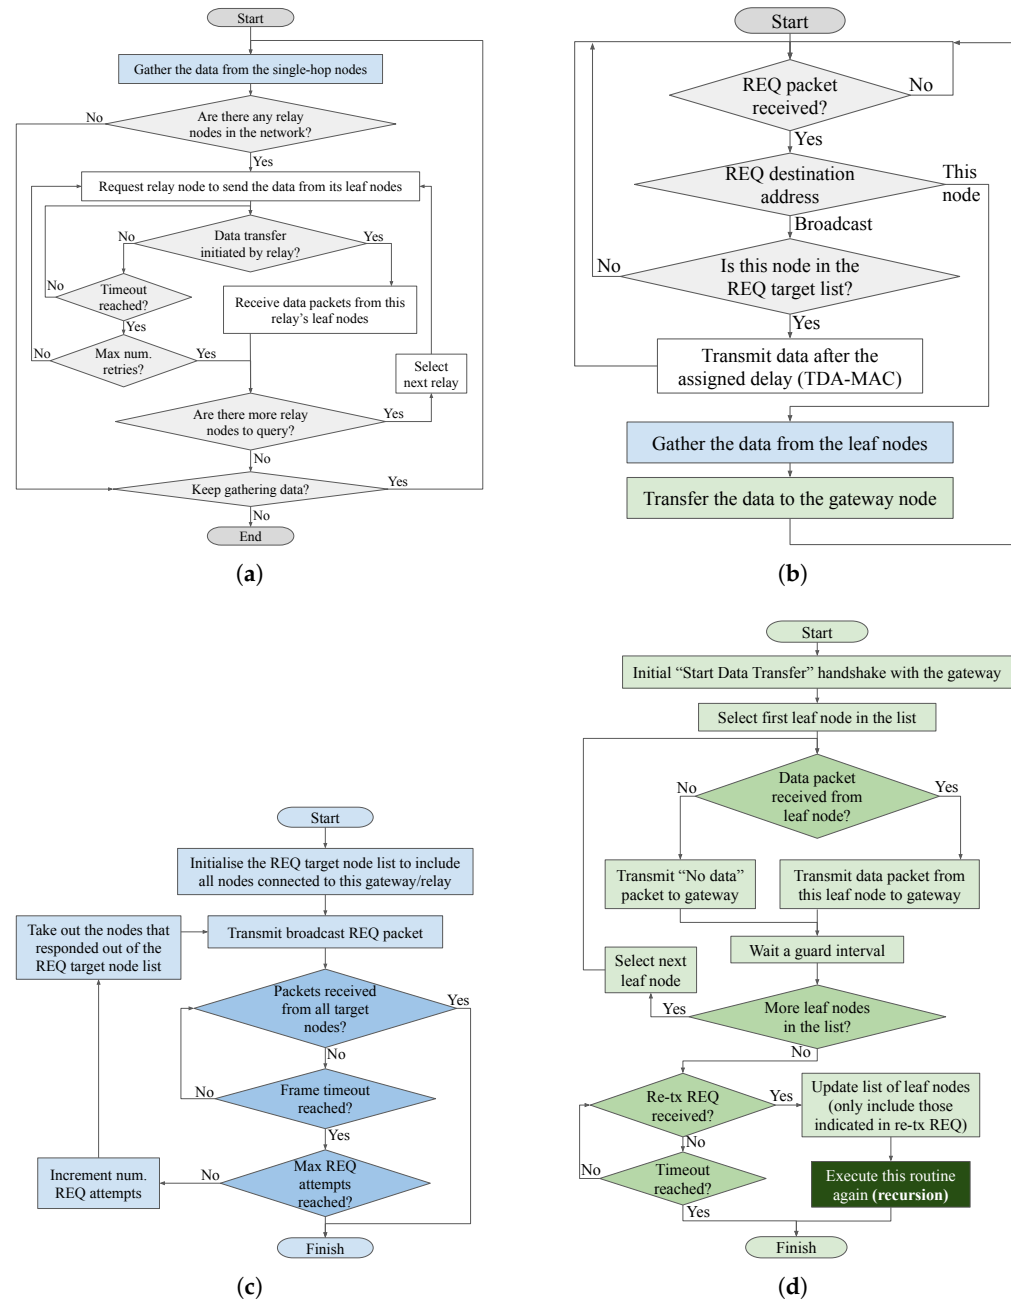 Start
Gather the data from the single-hop nodes
Are there any relay
nodes in the network?
No
Yes
Request relay node to send the data from its leaf nodes
Data transfer
initiated by relay?
No
Yes
Timeout
reached?
No
Yes
Receive data packets from this
relay's leaf nodes
Max num.
retries?
No
Yes
Select
next relay
Are there more relay
nodes to query?
Yes
No
Keep gathering data?
Yes
No
End
(a)
Start
REQ packet
received?
No
Yes
REQ destination
address
This
node
Broadcast
Is this node in the
REQ target list?
No
Yes
Transmit data after the
assigned delay (TDA-MAC)
Gather the data from the leaf nodes
Transfer the data to the gateway node
(b)
Start
Initialise the REQ target node list to include
all nodes connected to this gateway/relay
Take out the nodes that
responded out of the
REQ target node list
Transmit broadcast REQ packet
Packets received
from all target
nodes?
Yes
No
Frame timeout
reached?
No
Yes
Max REQ
attempts
reached?
No
Increment num.
REQ attempts
Yes
Finish
(c)
Start
Initial “Start Data Transfer” handshake with the gateway
Select first leaf node in the list
Data packet
received from
leaf node?
No
Yes
Transmit “No data”
packet to gateway
Transmit data packet from
this leaf node to gateway
Wait a guard interval
Select next
leaf node
More leaf nodes
in the list?
Yes
No
Re-tx REQ
received?
Yes
Update list of leaf nodes
(only include those
indicated in re-tx REQ)
No
Timeout
reached?
No
Yes
Execute this routine
again (recursion)
Finish
(d)